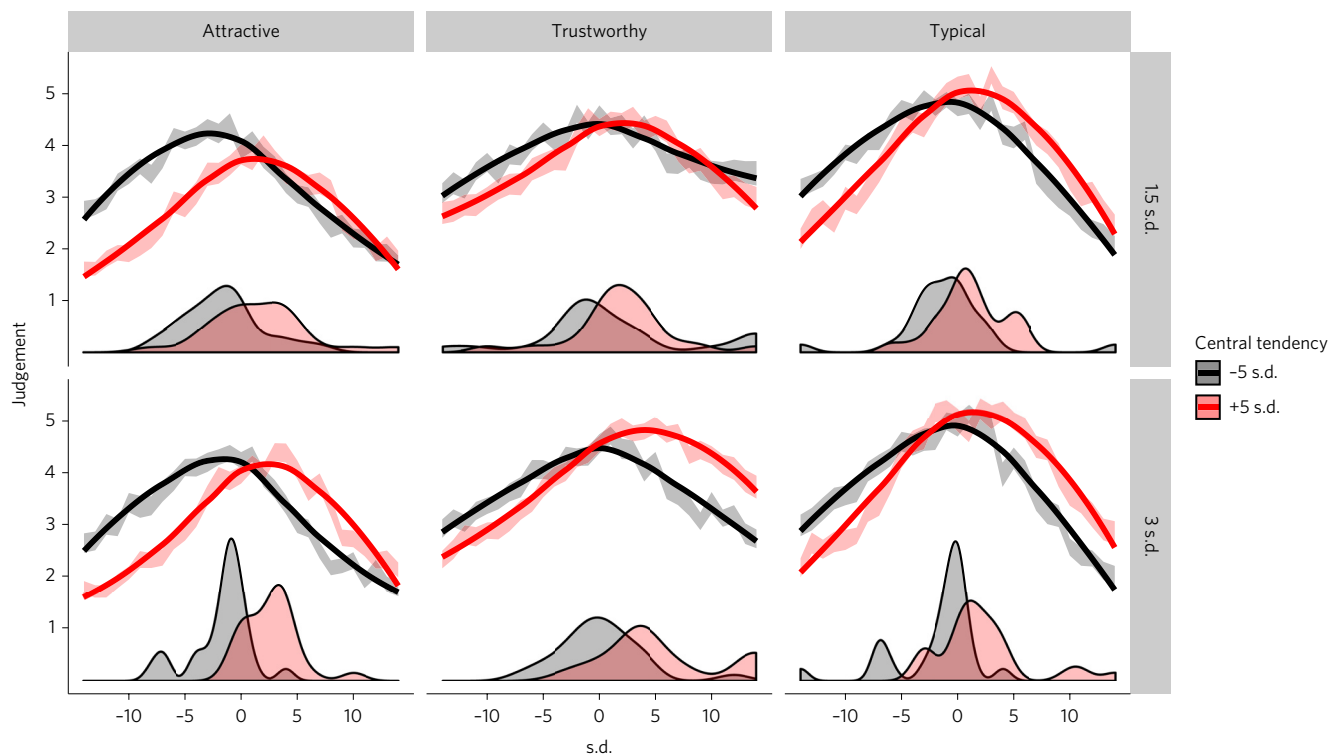 Attractive
Trustworthy
Typical
5
4
3
2
1
1.5 s.d.
Judgement
5
4
3
2
1
3 s.d.
–10 –5 0 5 10
–10 –5 0 5 10
–10 –5 0 5 10
s.d.
Central tendency
–5 s.d.
+5 s.d.